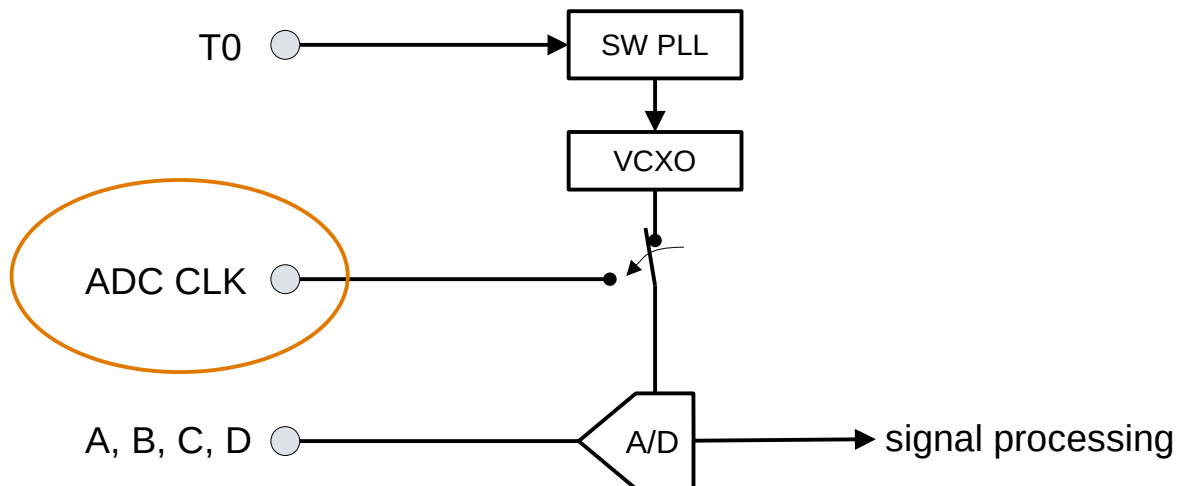 T0
SW PLL
VCXO
ADC CLK
A, B, C, D
A/D
signal processing